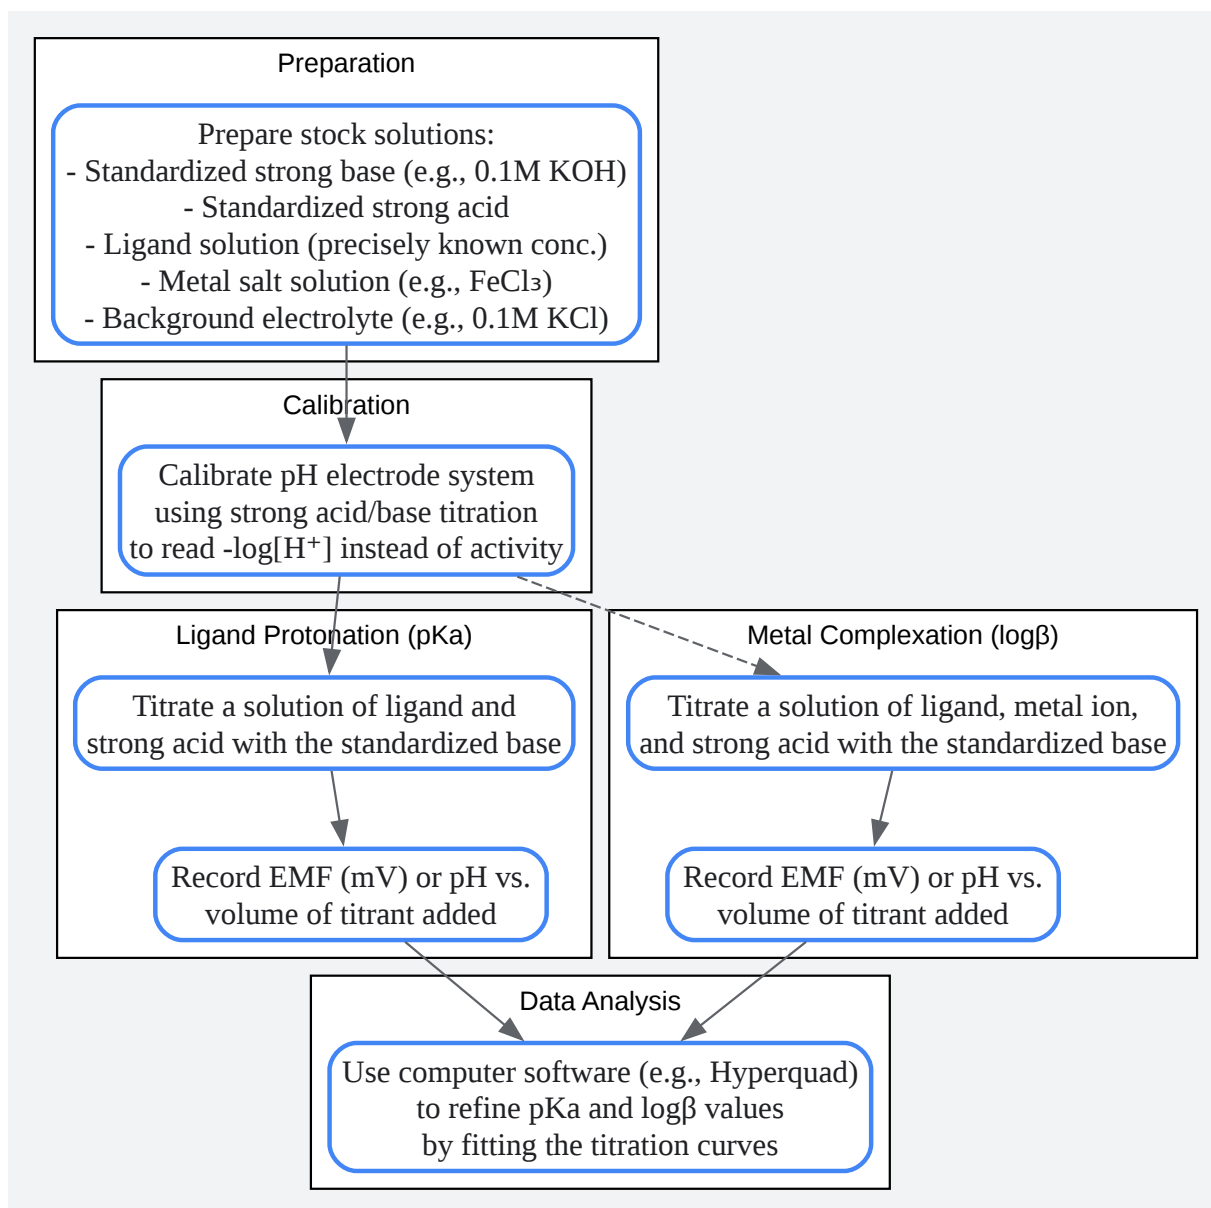 Preparation
Prepare stock solutions:
- Standardized strong base (e.g., 0.1M KOH)
- Standardized strong acid
- Ligand solution (precisely known conc.)
- Metal salt solution (e.g., FeCl₃)
- Background electrolyte (e.g., 0.1M KCl)
Calibration
Calibrate pH electrode system
using strong acid/base titration
to read -log[H⁺] instead of activity
Ligand Protonation (pKa)
Titrate a solution of ligand and
strong acid with the standardized base
Record EMF (mV) or pH vs.
volume of titrant added
Metal Complexation (logβ)
Titrate a solution of ligand, metal ion,
and strong acid with the standardized base
Record EMF (mV) or pH vs.
volume of titrant added
Data Analysis
Use computer software (e.g., Hyperquad)
to refine pKa and logβ values
by fitting the titration curves